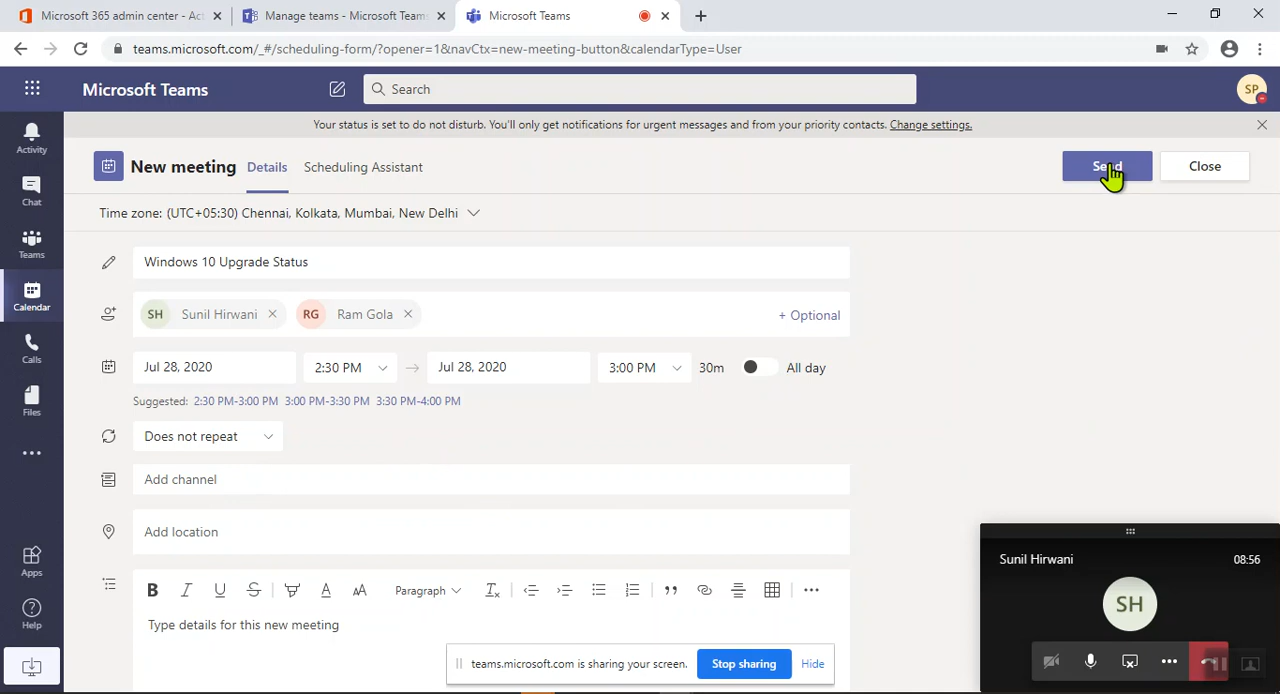 Microsoft 365 admin center - Act
Manage teams - Microsoft Teams
Microsoft Teams
teams.microsoft.com/_#/scheduling-form/?opener=1&navCtx=new-meeting-button&calendarType=User
Microsoft Teams
Search
SP
Your status is set to do not disturb. You'll only get notifications for urgent messages and from your priority contacts. Change settings.
Activity
Chat
Teams
Calendar
Calls
Files
Apps
Help
New meeting Details Scheduling Assistant
Send Close
Time zone: (UTC+05:30) Chennai, Kolkata, Mumbai, New Delhi
Windows 10 Upgrade Status
SH Sunil Hirwani RG Ram Gola + Optional
Jul 28, 2020 2:30 PM Jul 28, 2020 3:00 PM 30m All day
Suggested: 2:30 PM-3:00 PM 3:00 PM-3:30 PM 3:30 PM-4:00 PM
Does not repeat
Add channel
Add location
B I U S A AA Paragraph
Type details for this new meeting
teams.microsoft.com is sharing your screen. Stop sharing Hide
Sunil Hirwani 08:56
SH